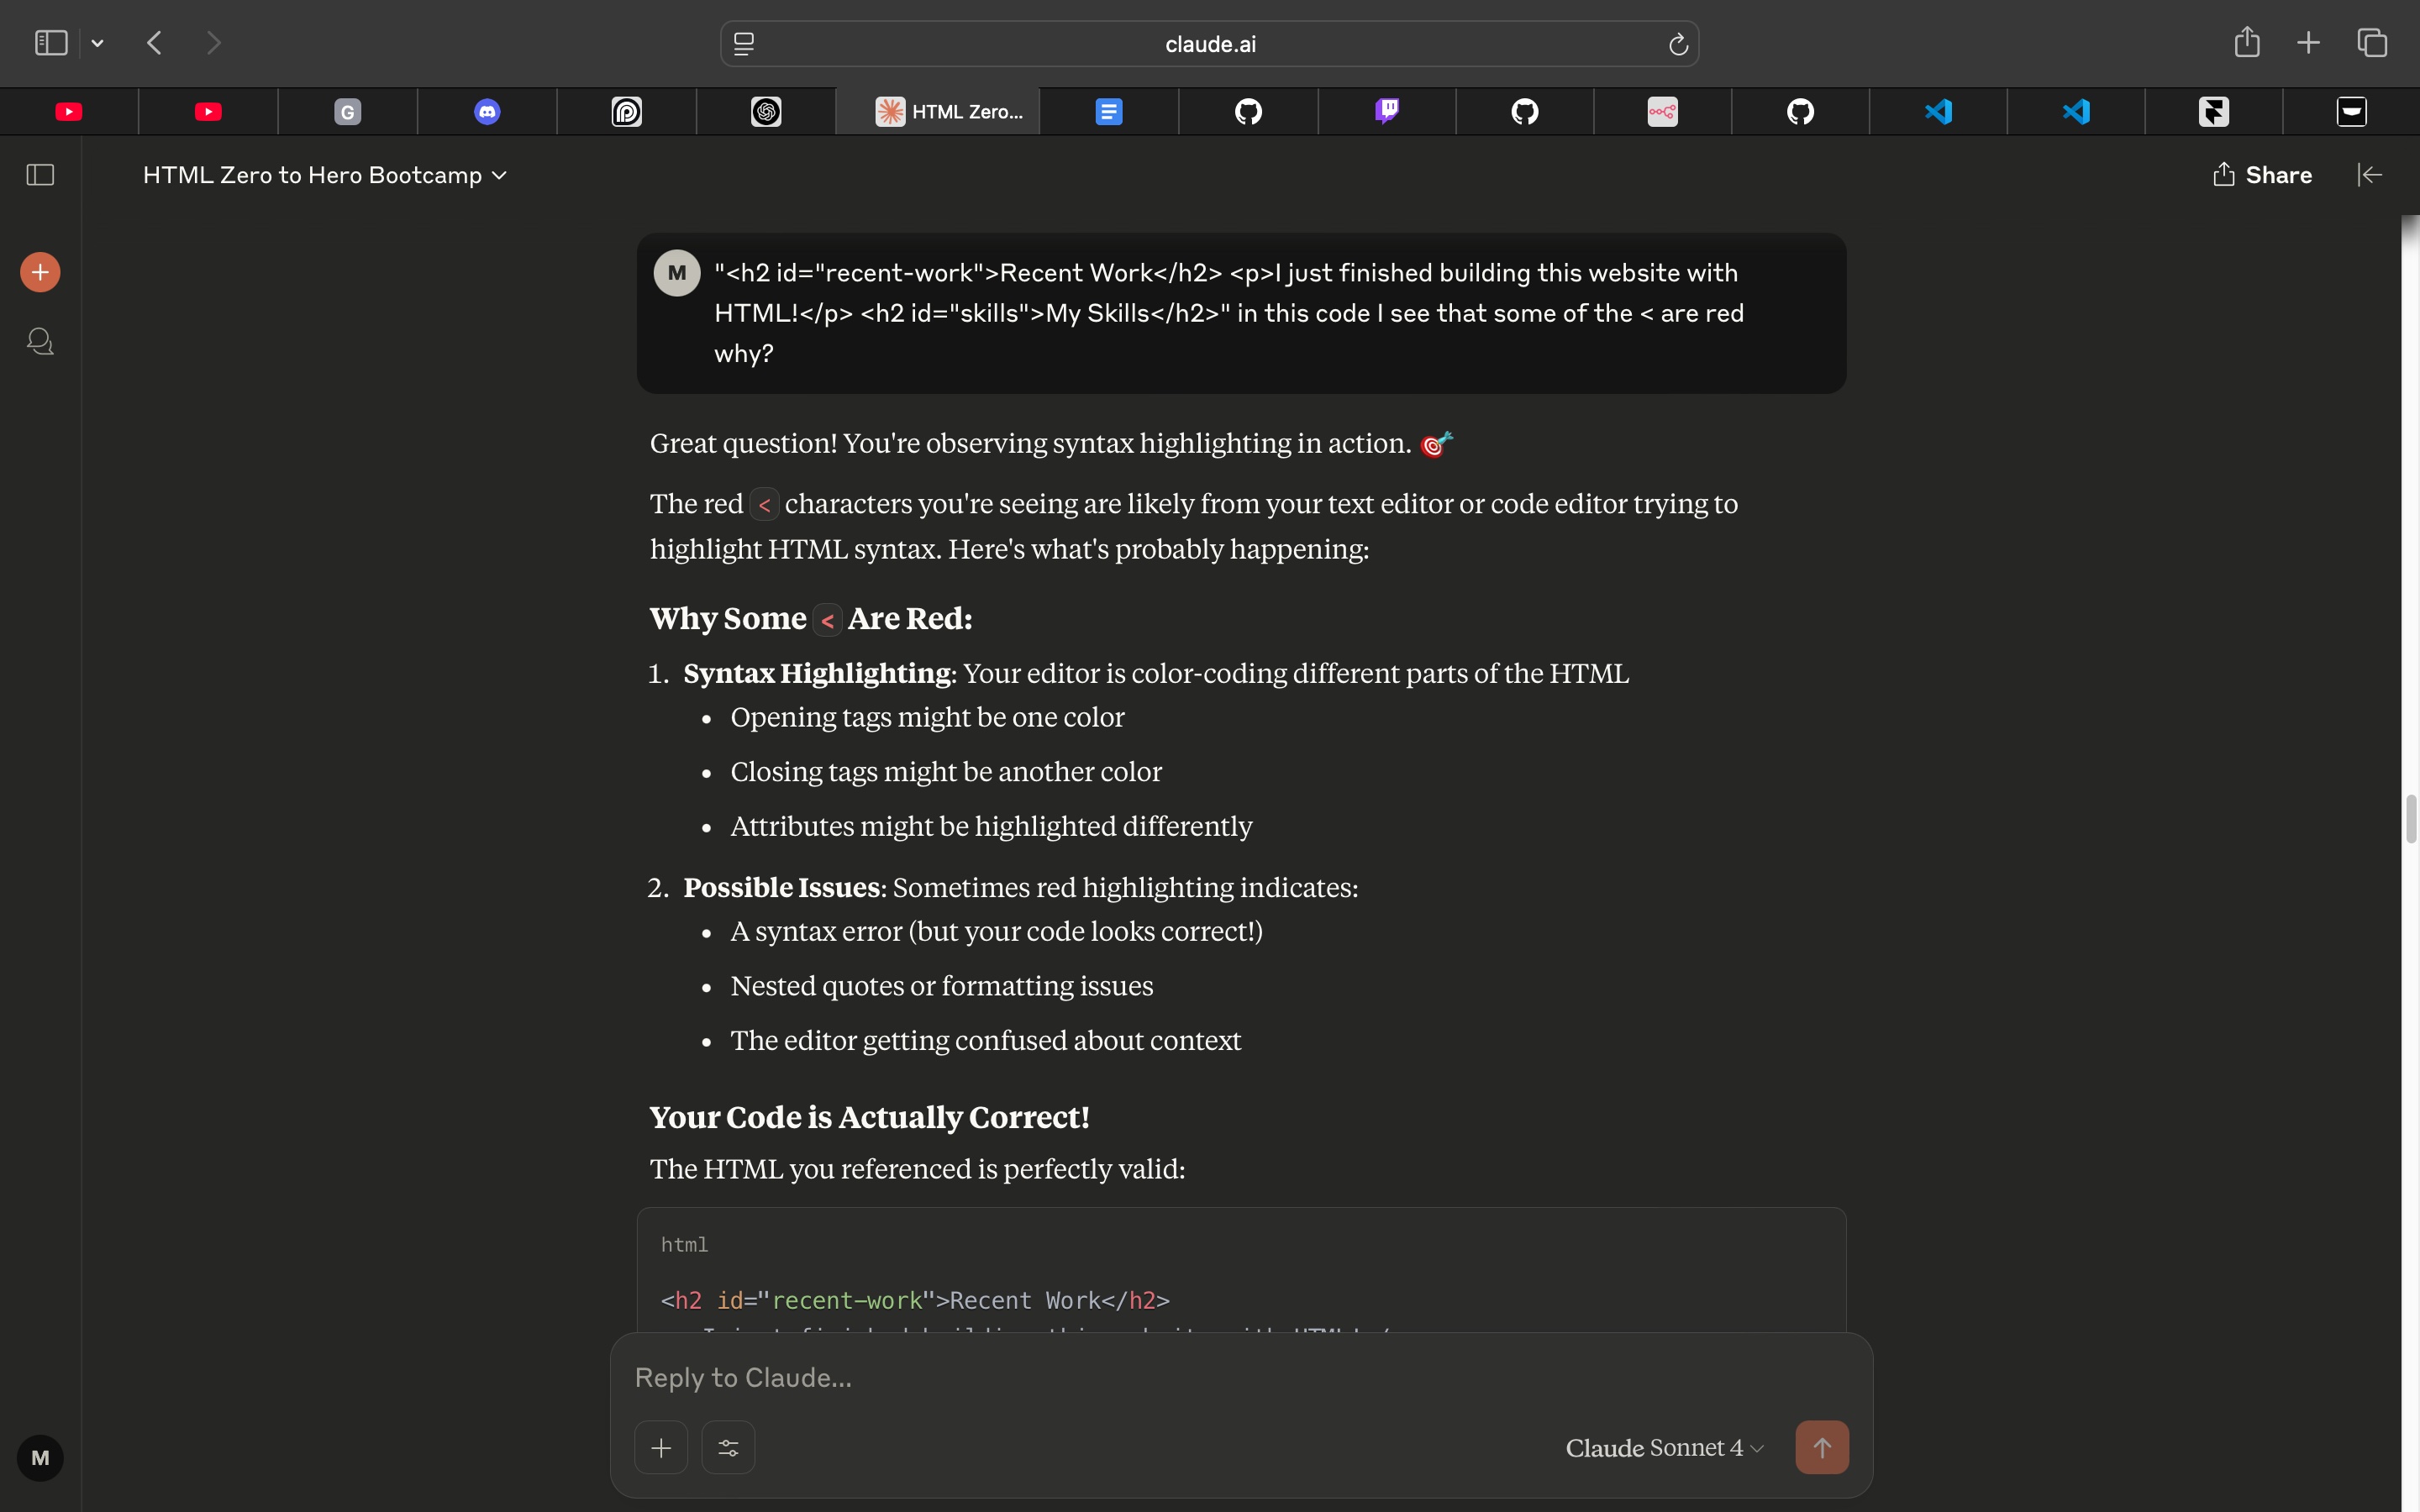 claude.ai
G
HTML Zero...
HTML Zero to Hero Bootcamp
Share
M
"<h2 id="recent-work">Recent Work</h2> <p>I just finished building this website with
HTML!</p> <h2 id="skills">My Skills</h2>" in this code I see that some of the < are red
why?
Great question! You're observing syntax highlighting in action. 🎯
The red < characters you're seeing are likely from your text editor or code editor trying to
highlight HTML syntax. Here's what's probably happening:
Why Some < Are Red:
1. Syntax Highlighting: Your editor is color-coding different parts of the HTML
• Opening tags might be one color
• Closing tags might be another color
• Attributes might be highlighted differently
2. Possible Issues: Sometimes red highlighting indicates:
• A syntax error (but your code looks correct!)
• Nested quotes or formatting issues
• The editor getting confused about context
Your Code is Actually Correct!
The HTML you referenced is perfectly valid:
html
<h2 id="recent-work">Recent Work</h2>
Reply to Claude...
Claude Sonnet 4
M